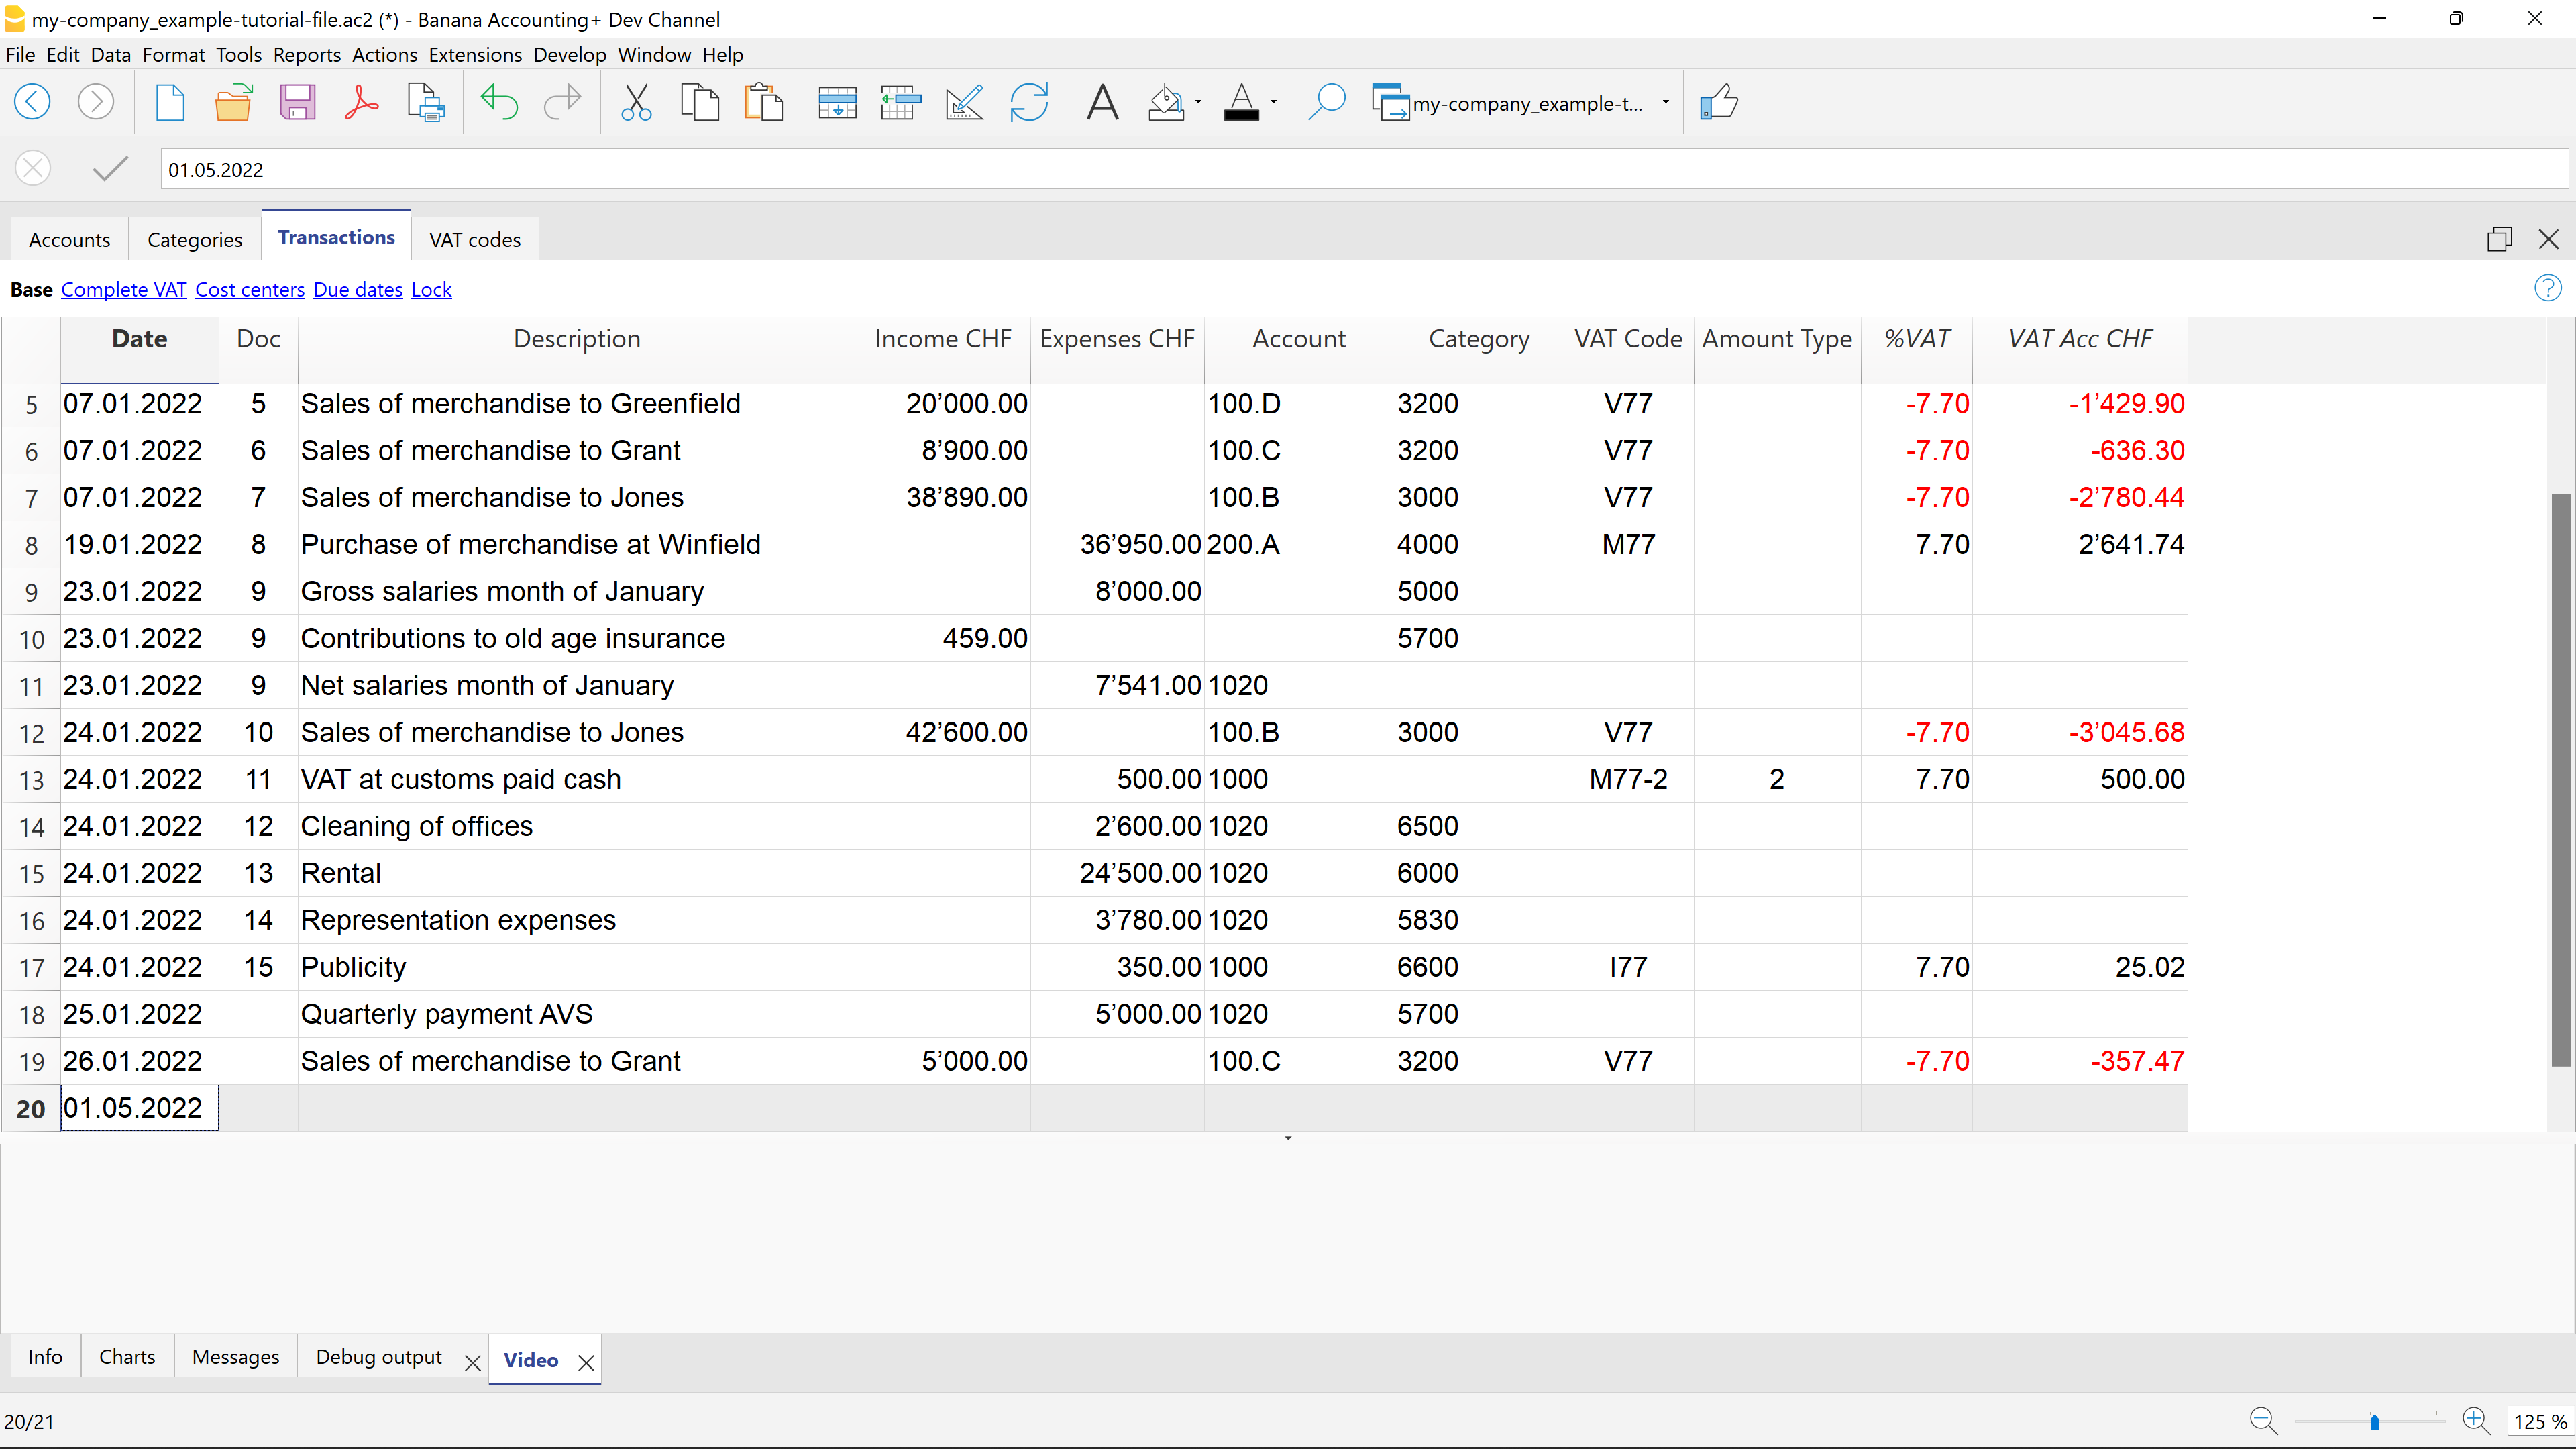 my-company_example-tutorial-file.ac2 (*) - Banana Accounting+ Dev Channel
File Edit Data Format Tools Reports Actions Extensions Develop Window Help
my-company_example-t...
01.05.2022
Accounts Categories Transactions VAT codes
Base Complete VAT Cost centers Due dates Lock
Date Doc Description Income CHF Expenses CHF Account Category VAT Code Amount Type %VAT VAT Acc CHF
5 07.01.2022 5 Sales of merchandise to Greenfield 20’000.00 100.D 3200 V77 -7.70 -1’429.90
6 07.01.2022 6 Sales of merchandise to Grant 8’900.00 100.C 3200 V77 -7.70 -636.30
7 07.01.2022 7 Sales of merchandise to Jones 38’890.00 100.B 3000 V77 -7.70 -2’780.44
8 19.01.2022 8 Purchase of merchandise at Winfield 36’950.00 200.A 4000 M77 7.70 2’641.74
9 23.01.2022 9 Gross salaries month of January 8’000.00 5000
10 23.01.2022 9 Contributions to old age insurance 459.00 5700
11 23.01.2022 9 Net salaries month of January 7’541.00 1020
12 24.01.2022 10 Sales of merchandise to Jones 42’600.00 100.B 3000 V77 -7.70 -3’045.68
13 24.01.2022 11 VAT at customs paid cash 500.00 1000 M77-2 2 7.70 500.00
14 24.01.2022 12 Cleaning of offices 2’600.00 1020 6500
15 24.01.2022 13 Rental 24’500.00 1020 6000
16 24.01.2022 14 Representation expenses 3’780.00 1020 5830
17 24.01.2022 15 Publicity 350.00 1000 6600 I77 7.70 25.02
18 25.01.2022 Quarterly payment AVS 5’000.00 1020 5700
19 26.01.2022 Sales of merchandise to Grant 5’000.00 100.C 3200 V77 -7.70 -357.47
20 01.05.2022
Info Charts Messages Debug output Video
20/21
125 %